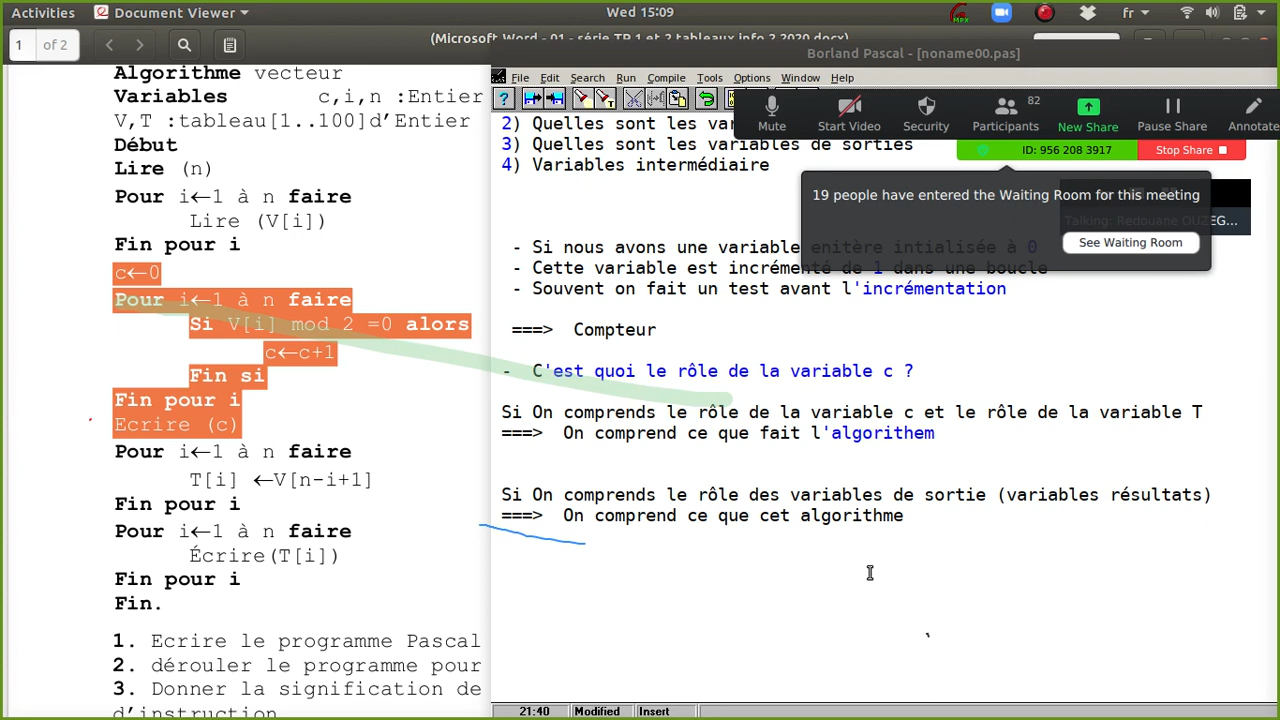 Activities
Document Viewer
Wed 15:09
fr
1
of 2
(Microsoft Word - 01 - série TP 1 et 2 tableaux info 2 2020.docx)
Borland Pascal - [noname00.pas]
File Edit Search Run Compile Tools Options Window Help
Mute
Start Video
Security
Participants
82
New Share
Pause Share
Annotate
ID: 956 208 3917
Stop Share
19 people have entered the Waiting Room for this meeting
See Waiting Room
Talking: Redouane OUZEG...
Algorithme vecteur
Variables c,i,n :Entier
V,T :tableau[1..100]d'Entier
Début
Lire (n)
Pour i←1 à n faire
Lire (V[i])
Fin pour i
c←0
Pour i←1 à n faire
Si V[i] mod 2 =0 alors
c←c+1
Fin si
Fin pour i
Ecrire (c)
Pour i←1 à n faire
T[i] ←V[n-i+1]
Fin pour i
Pour i←1 à n faire
Écrire(T[i])
Fin pour i
Fin.
1. Ecrire le programme Pascal
2. dérouler le programme pour
3. Donner la signification de
d'instruction
2) Quelles sont les var
3) Quelles sont les variables de sorties
4) Variables intermédiaire
- Si nous avons une variable enitère intialisée à 0
- Cette variable est incrémenté de 1 dans une boucle
- Souvent on fait un test avant l'incrémentation
===> Compteur
- C'est quoi le rôle de la variable c ?
Si On comprends le rôle de la variable c et le rôle de la variable T
===> On comprend ce que fait l'algorithem
Si On comprends le rôle des variables de sortie (variables résultats)
===> On comprend ce que cet algorithme
21:40
Modified
Insert